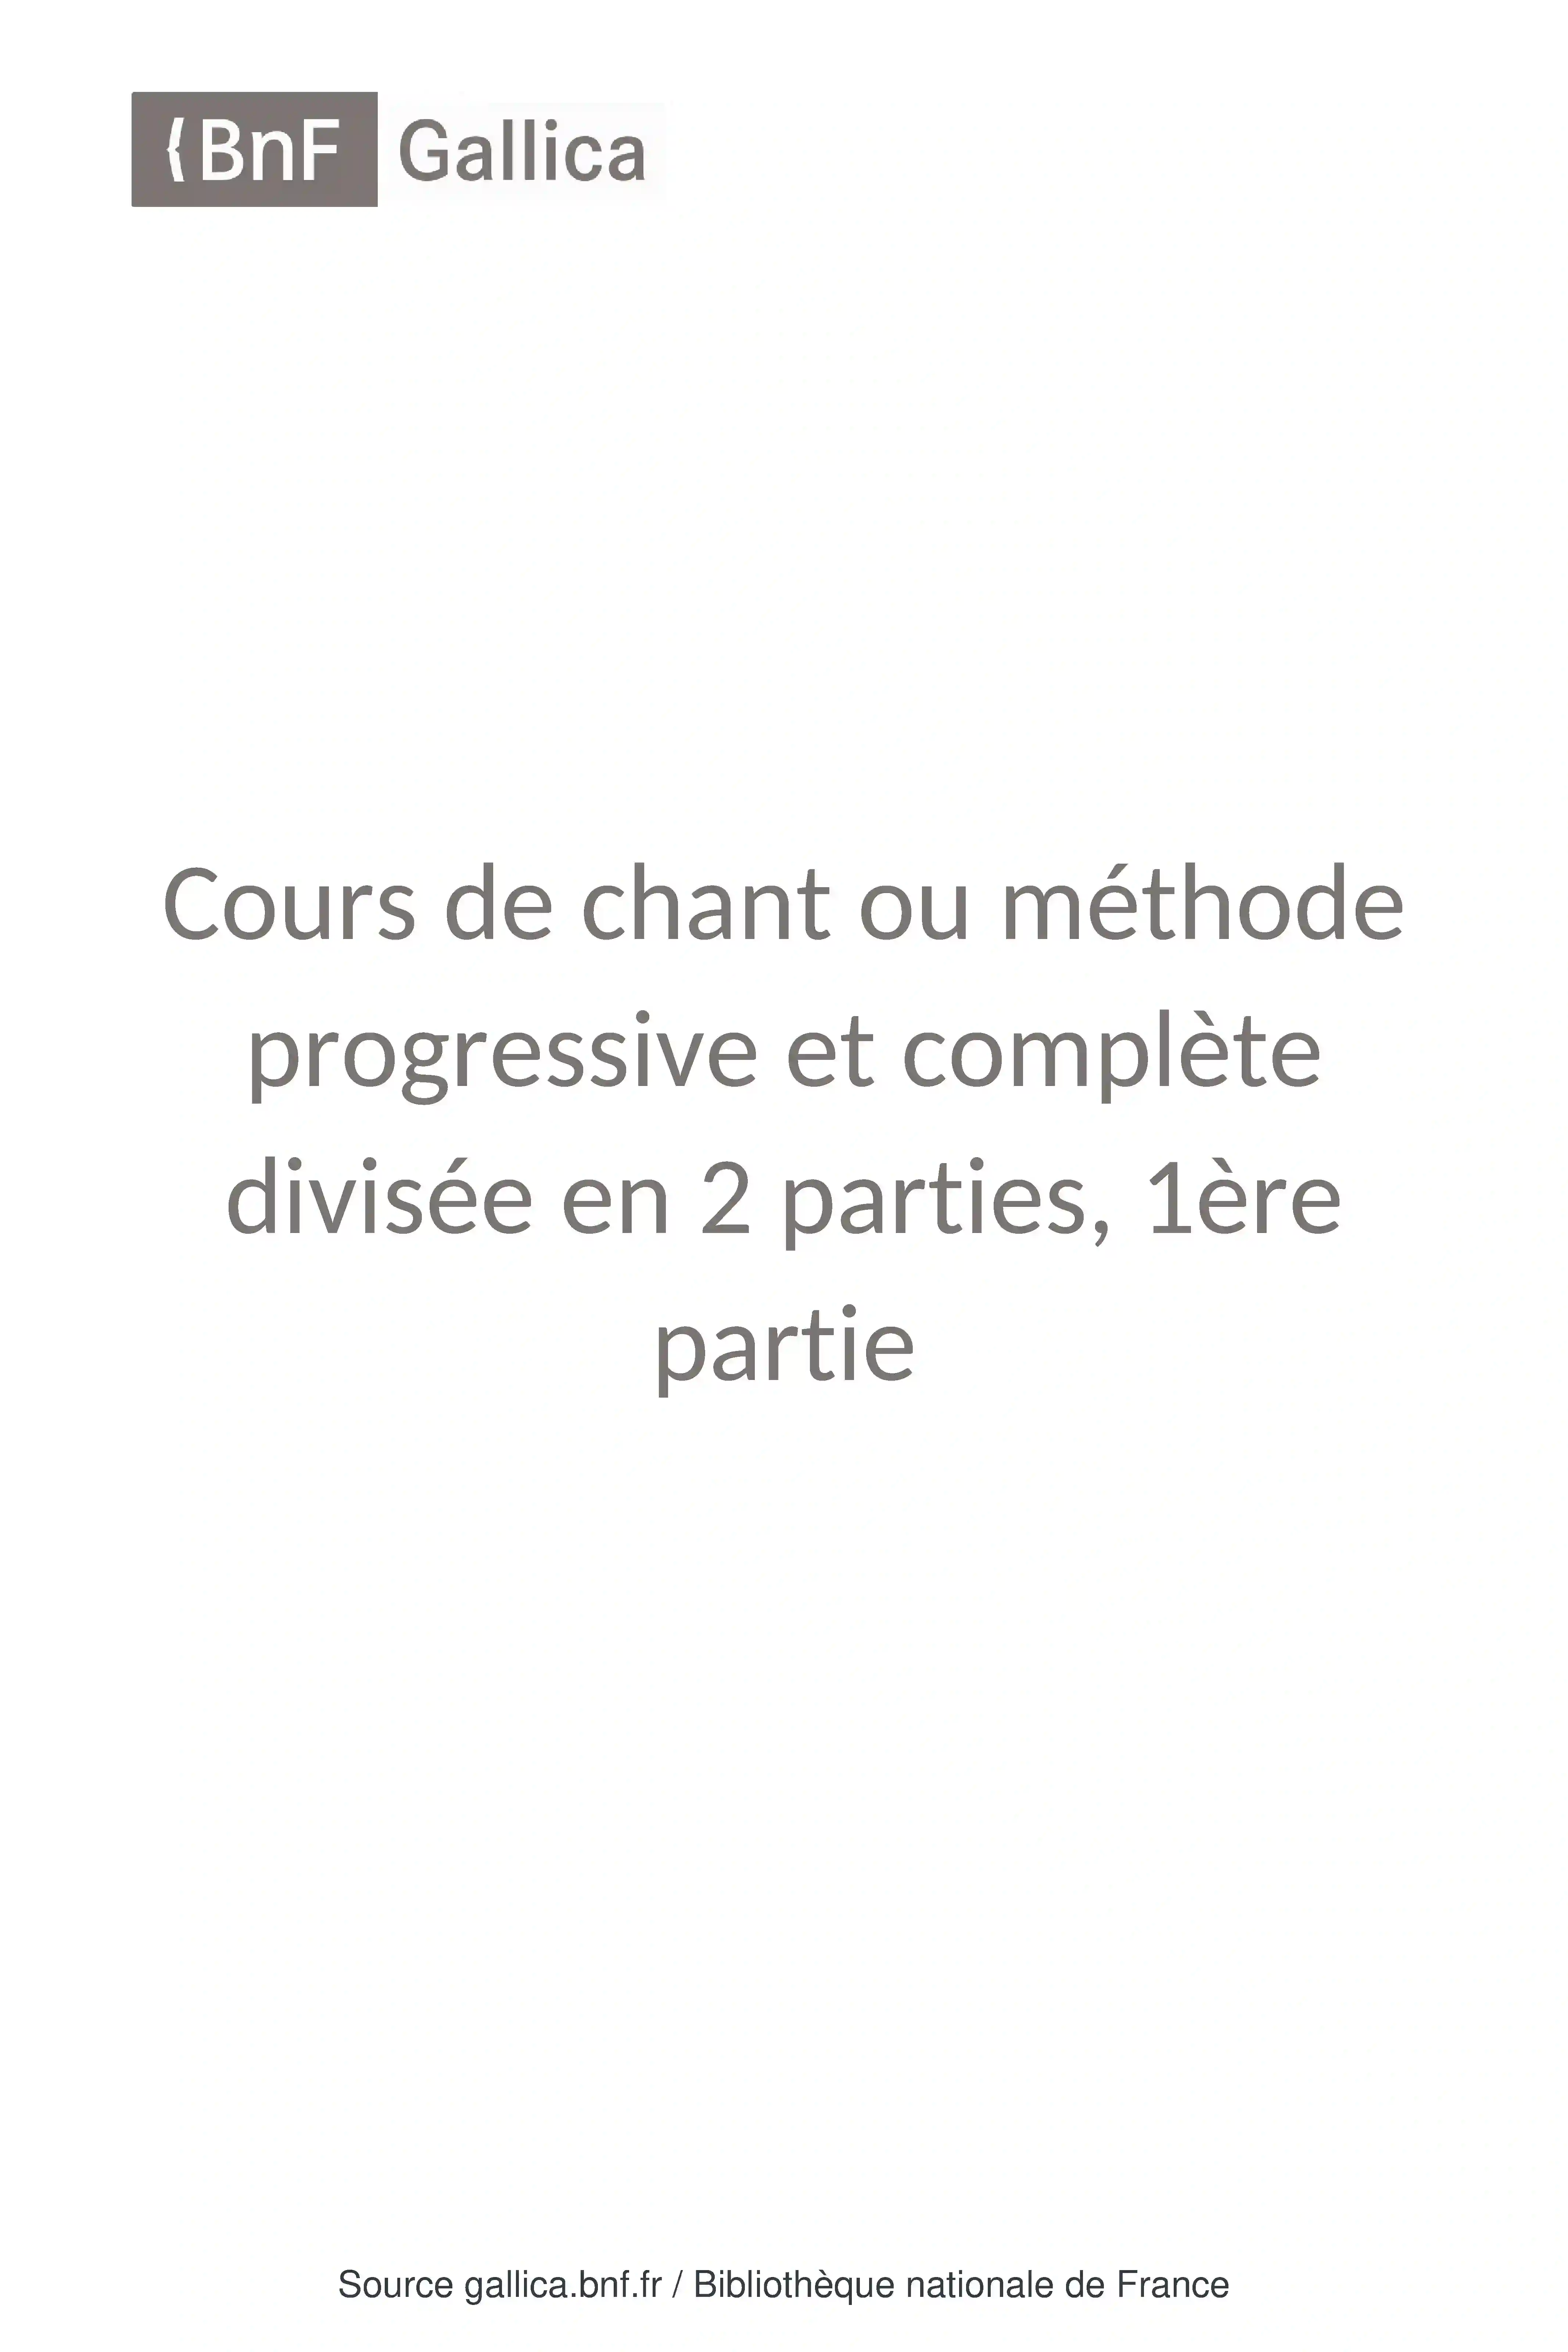 BnF Gallica
Cours de chant ou méthode
progressive et complète
divisée en 2 parties, 1ère
partie
Source gallica.bnf.fr / Bibliothèque nationale de France